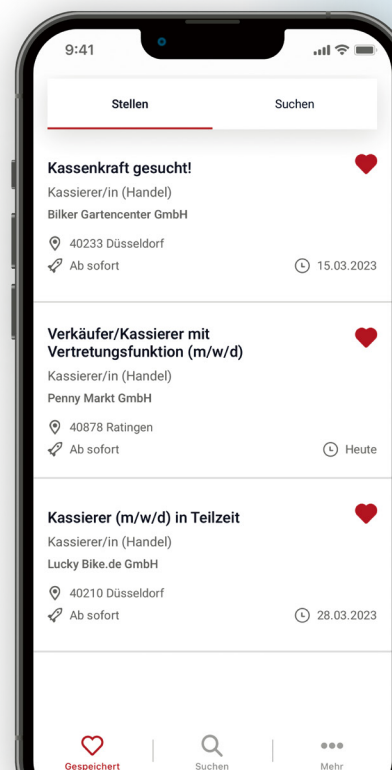 9:41
Stellen Suchen
Kassenkraft gesucht!
Kassierer/in (Handel)
Bilker Gartencenter GmbH
40233 Düsseldorf
Ab sofort 15.03.2023
Verkäufer/Kassierer mit
Vertretungsfunktion (m/w/d)
Kassierer/in (Handel)
Penny Markt GmbH
40878 Ratingen
Ab sofort Heute
Kassierer (m/w/d) in Teilzeit
Kassierer/in (Handel)
Lucky Bike.de GmbH
40210 Düsseldorf
Ab sofort 28.03.2023
Gespeichert Suchen Mehr